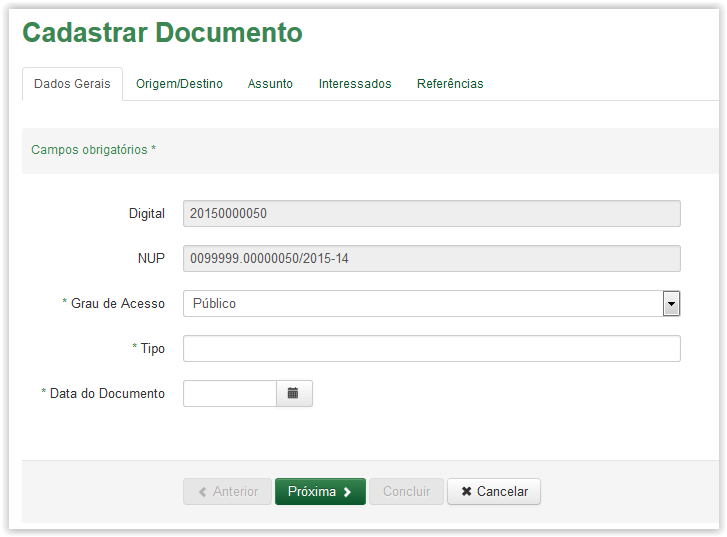 Cadastrar Documento
Dados Gerais Origem/Destino Assunto Interessados Referências
Campos obrigatórios *
Digital 20150000050
NUP 0099999.00000050/2015-14
* Grau de Acesso Público
* Tipo
* Data do Documento
Anterior Próxima Concluir Cancelar